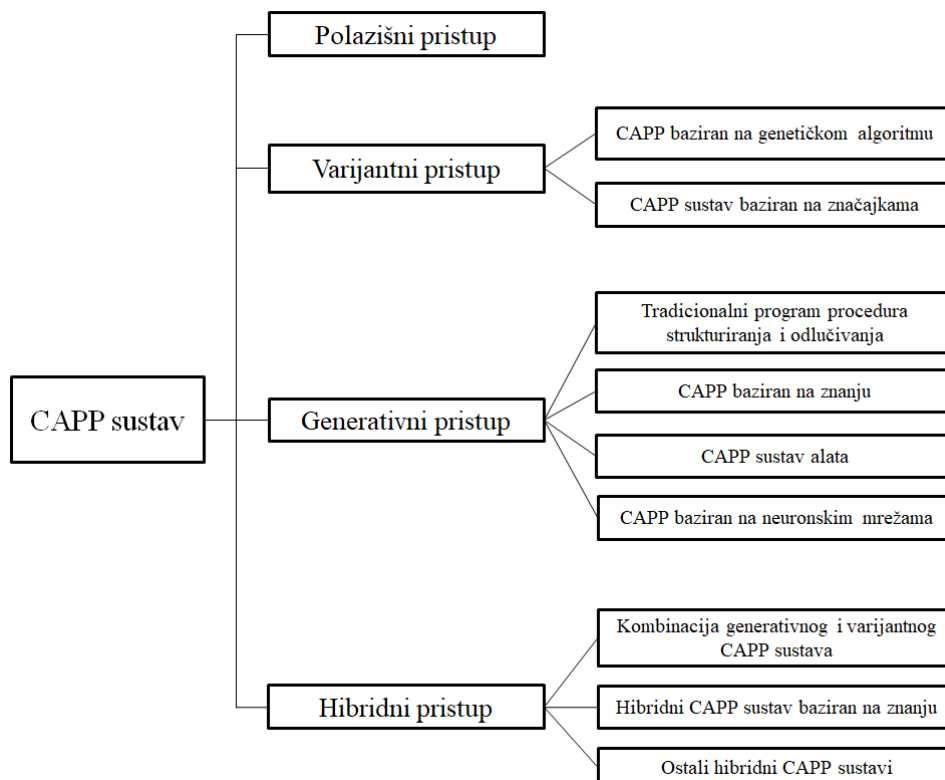 Polazišni pristup
Varijantni pristup
CAPP baziran na genetičkom algoritmu
CAPP sustav baziran na značajkama
CAPP sustav
Generativni pristup
Tradicionalni program procedura
strukturiranja i odlučivanja
CAPP baziran na znanju
CAPP sustav alata
CAPP baziran na neuronskim mrežama
Hibridni pristup
Kombinacija generativnog i varijantnog
CAPP sustava
Hibridni CAPP sustav baziran na znanju
Ostali hibridni CAPP sustavi